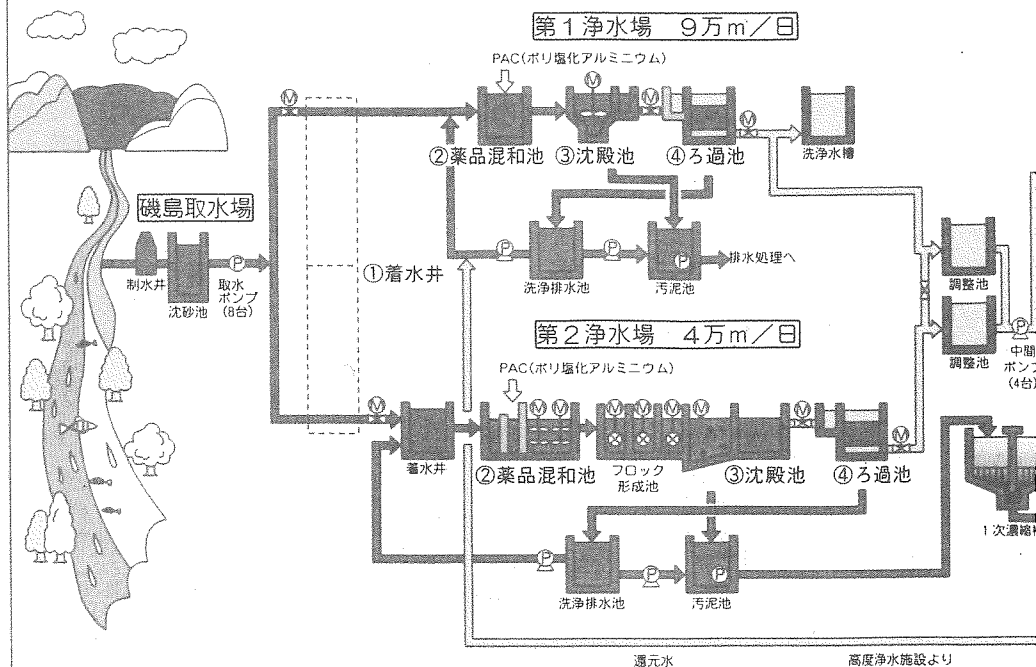 第1浄水場 9万m/日
PAC(ポリ塩化アルミニウム)
M
M
M
M
②薬品混和池
③沈殿池
④ろ過池
洗浄水槽
磯島取水場
P
制水井
沈砂池
取水
ポンプ
(8台)
①着水井
P
P
P
排水処理へ
洗浄排水池
汚泥池
調整池
第2浄水場 4万m/日
PAC(ポリ塩化アルミニウム)
調整池
P
中間
ポンプ
(4台)
M
M
M
M
M
M
M
M
M
着水井
②薬品混和池
フロック
形成池
③沈殿池
④ろ過池
1次濃縮
P
P
P
洗浄排水池
汚泥池
還元水
高度浄水施設より